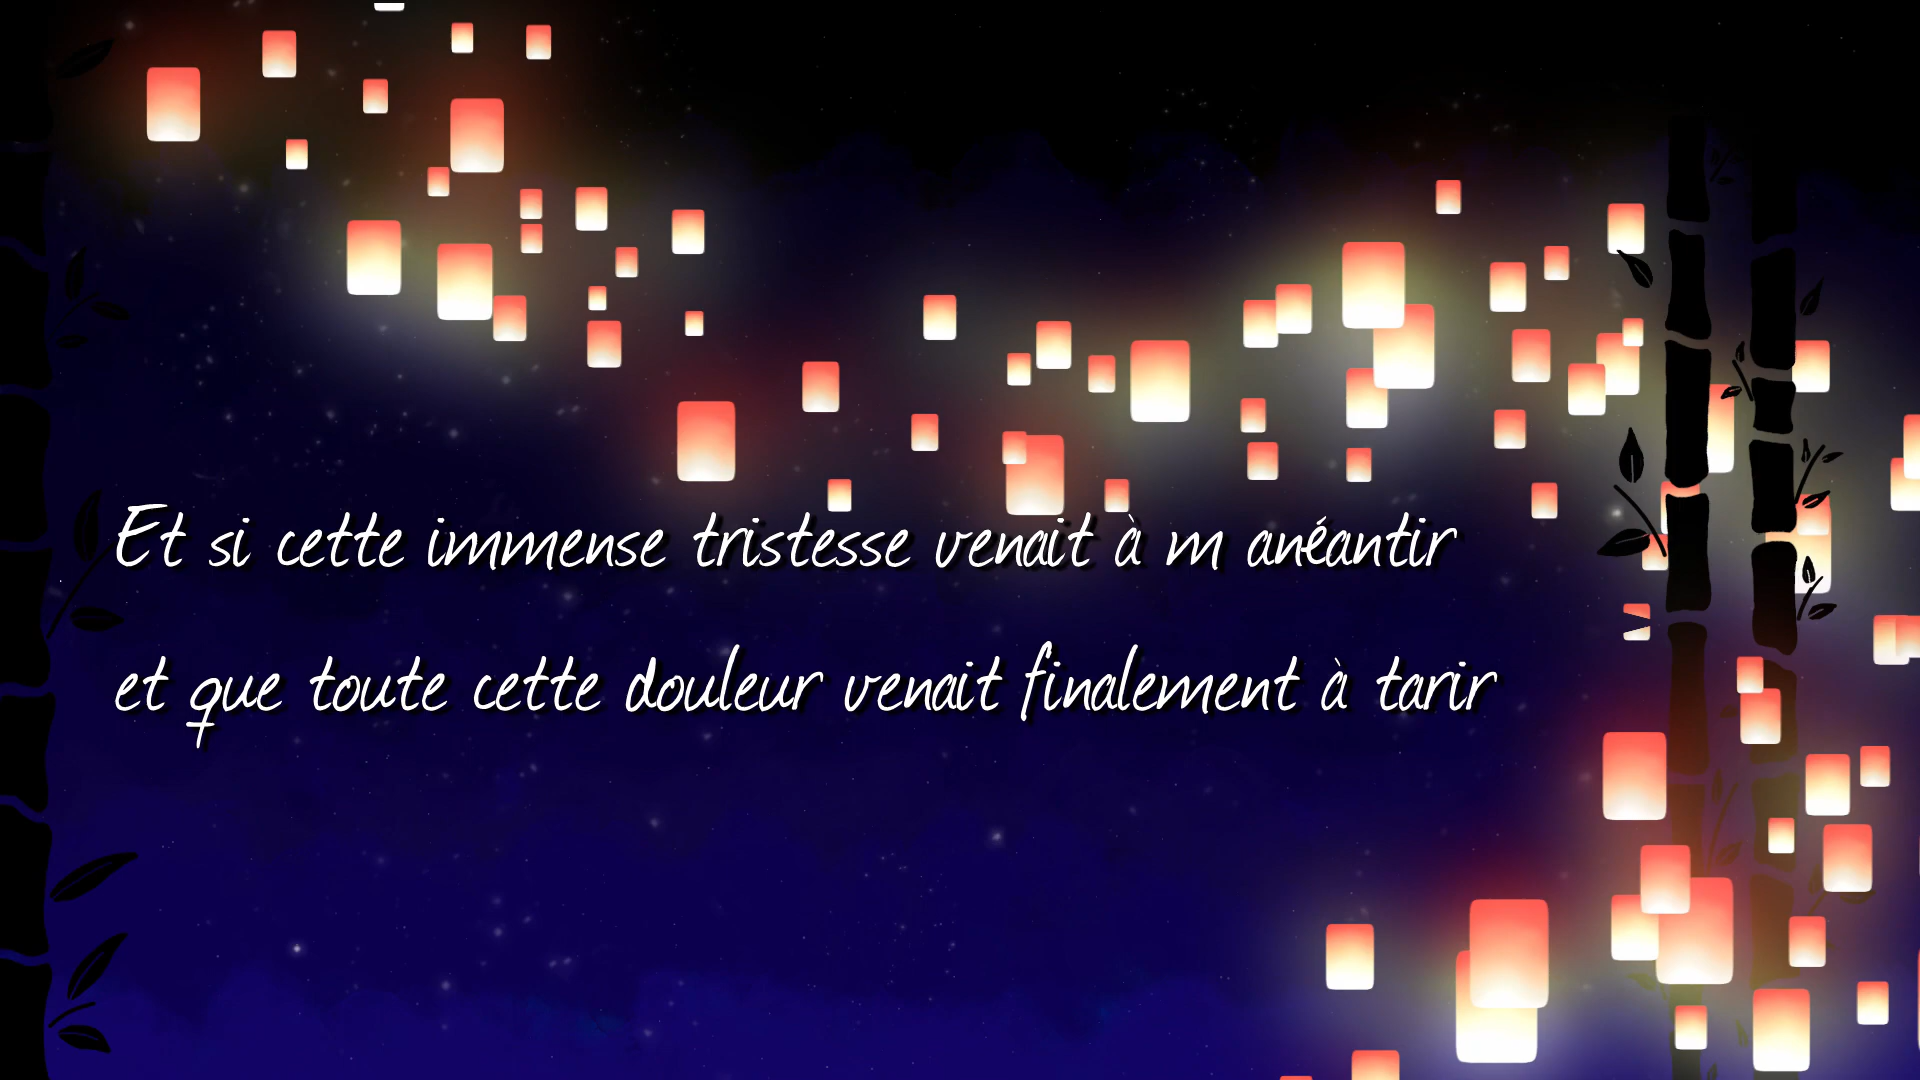 Et si cette immense tristesse venait à m anéantir
et que toute cette douleur venait finalement à tarir